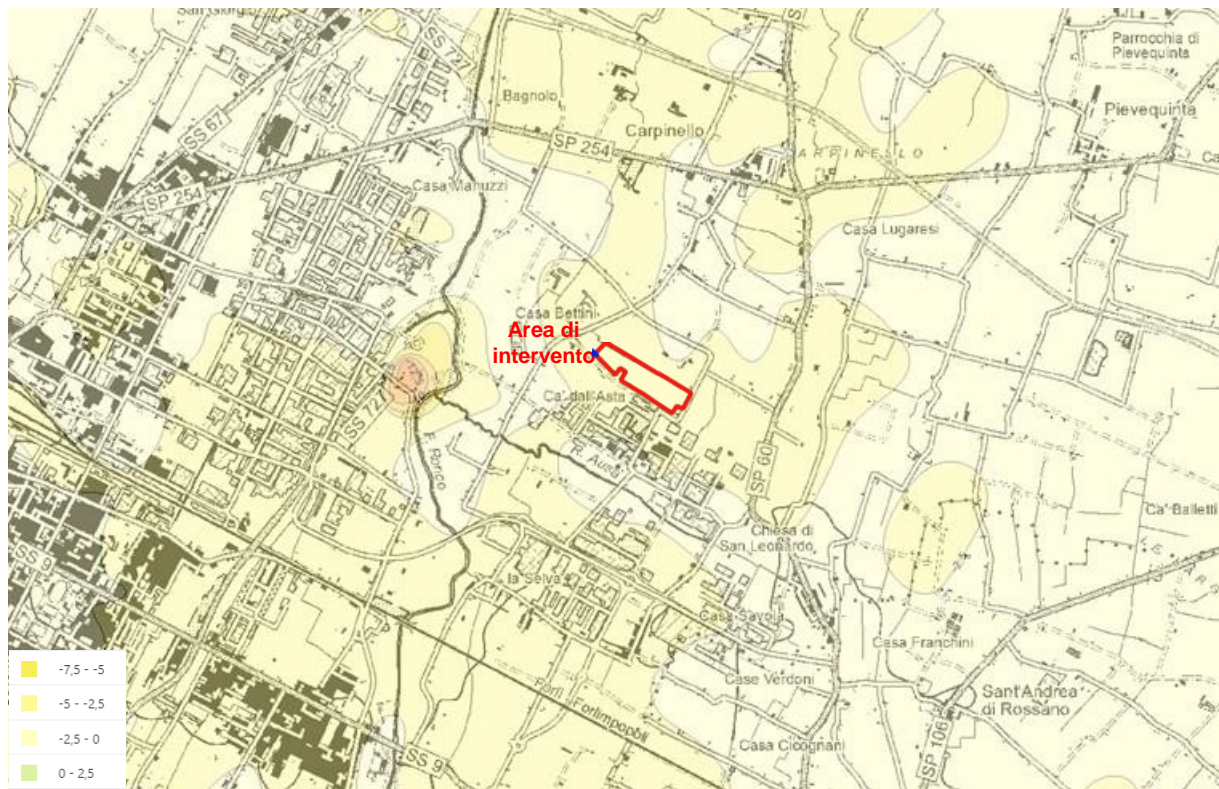 San Giorgio
SS 727
Parrocchia di
Pievequinta
Bagnolo
Pievequinta
SS 67
Carpinello
SP 254
ARPINELLO
SP 254
Casa Manuzzi
Casa Lugaresi
Casa Bettini
Area di
intervento
Ca' dall'Asta
SS 727
F. Ronco
R. Ausa
SP 60
Ca' Balletti
Chiesa di
San Leonardo
SS 9
la Selva
Casa Savoia
Casa Franchini
-7,5 - -5
Case Verdoni
Forlì
Sant'Andrea
di Rossano
-5 - -2,5
Forlimpopoli
-2,5 - 0
Casa Cicognani
SP 106
SS 9
0 - 2,5